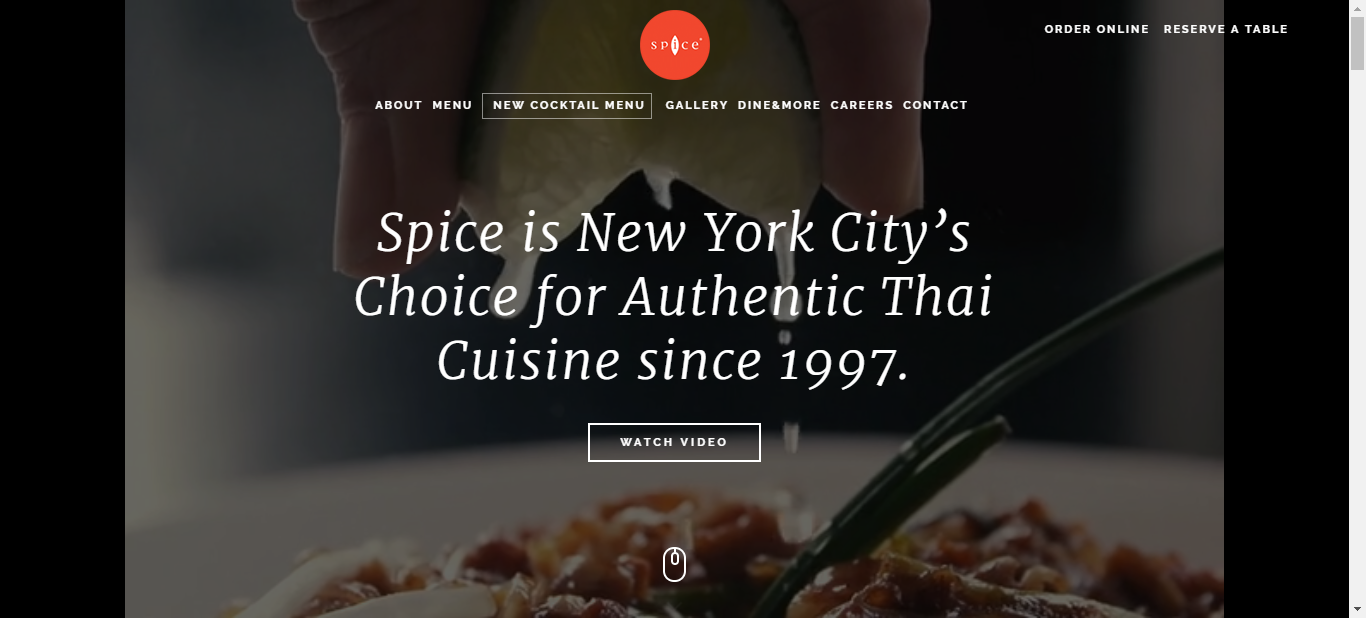 spice
ORDER ONLINE RESERVE A TABLE
ABOUT MENU NEW COCKTAIL MENU GALLERY DINE&MORE CAREERS CONTACT
Spice is New York City’s
Choice for Authentic Thai
Cuisine since 1997.
WATCH VIDEO